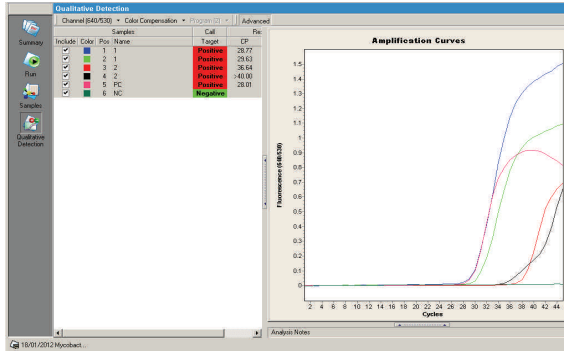 Qualitative Detection
Channel (640/530) Color Compensation Program (2) Advanced
Samples Call Res
Include Color Pos Name Target CP
1 1 Positive 28.77
2 1 Positive 29.63
3 2 Positive 36.64
4 2 Positive >40.00
5 PC Positive 28.01
6 NC Negative
Summary
Run
Samples
Qualitative
Detection
Amplification Curves
Fluorescence (640/530)
1.5
1.4
1.3
1.2
1.1
1
0.9
0.8
0.7
0.6
0.5
0.4
0.3
0.2
0.1
0
2 4 6 8 10 12 14 16 18 20 22 24 26 28 30 32 34 36 38 40 42 44
Cycles
Analysis Notes
18/01/2012 Mycobact...